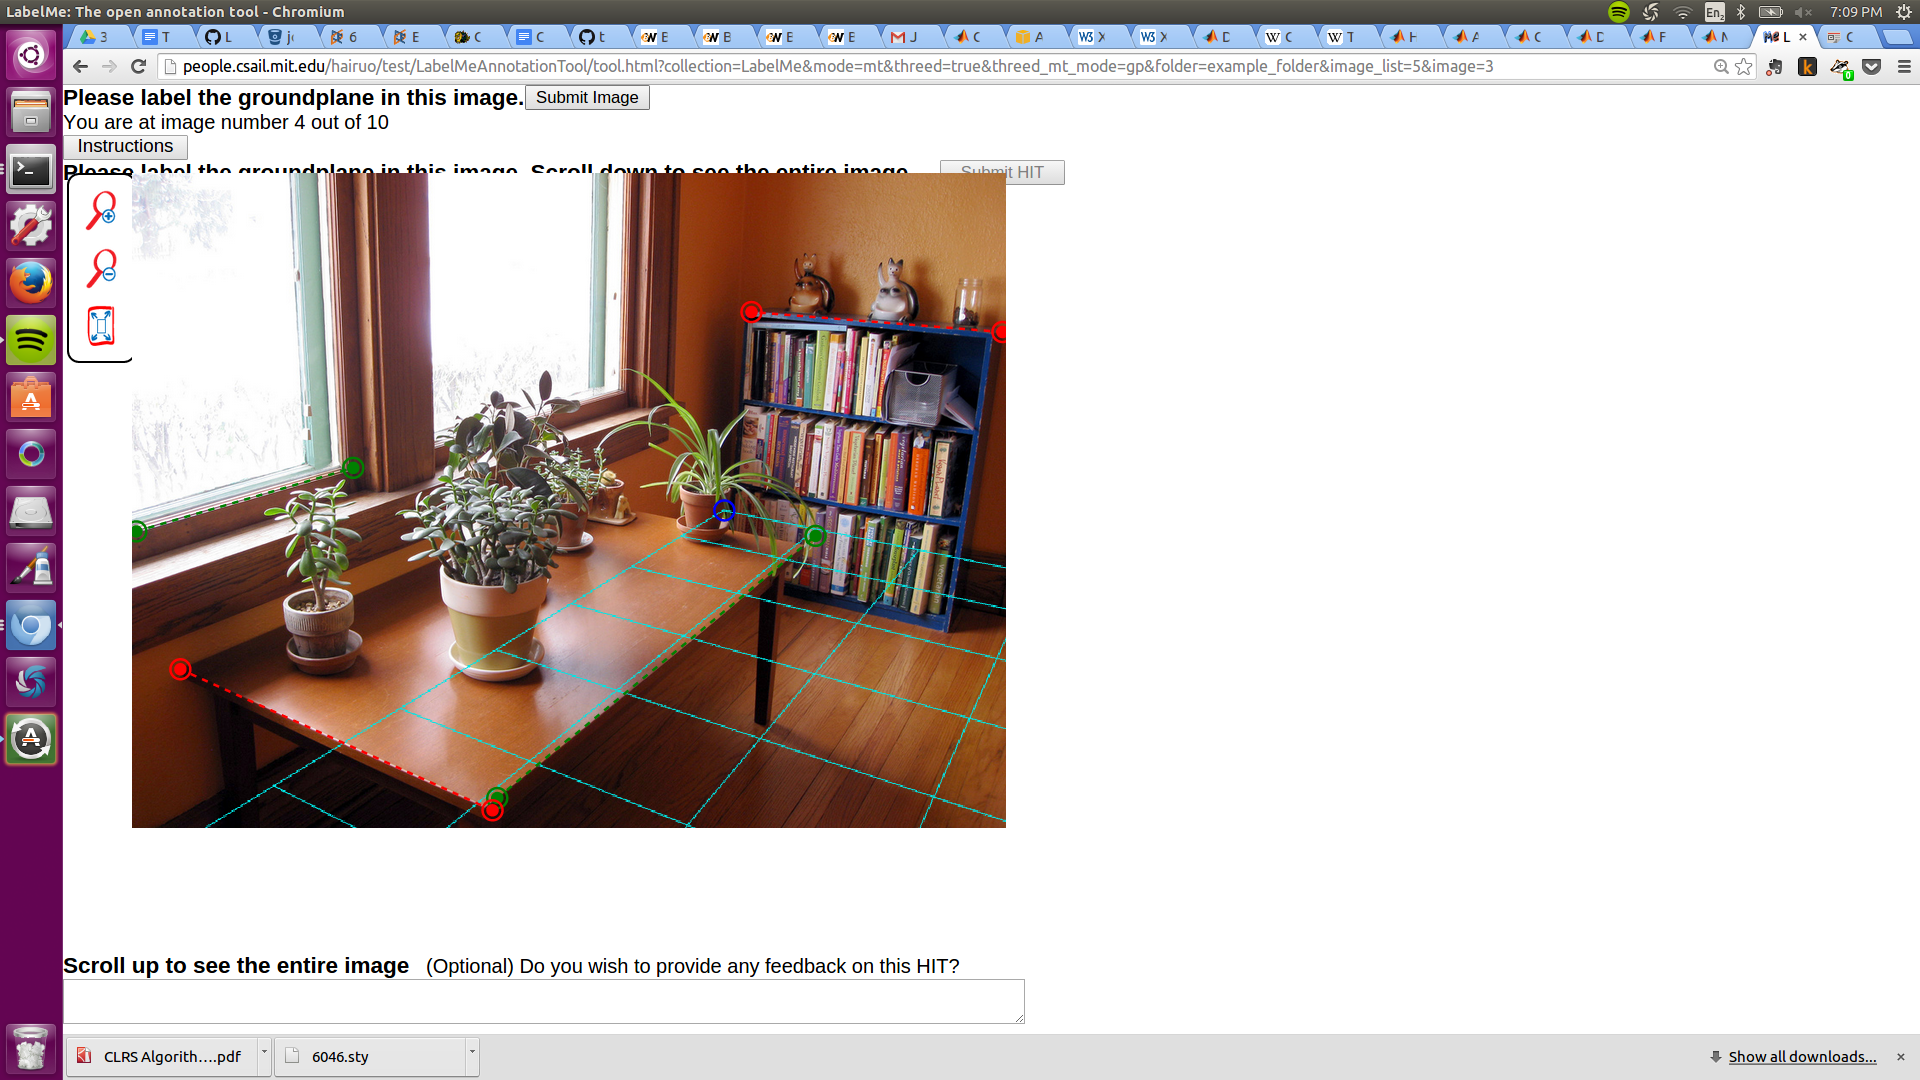 LabelMe: The open annotation tool - Chromium
En2
7:09 PM
3 T L 6 E C C t E B E E J C A X X D C T H A C D F L C
people.csail.mit.edu/hairuo/test/LabelMeAnnotationTool/tool.html?collection=LabelMe&mode=mt&threed=true&threed_mt_mode=gp&folder=example_folder&image_list=5&image=3
0
Please label the groundplane in this image. Submit Image
You are at image number 4 out of 10
Instructions
Please label the groundplane in this image. Scroll down to see the entire image Submit HIT
Scroll up to see the entire image (Optional) Do you wish to provide any feedback on this HIT?
CLRS Algorith....pdf 6046.sty Show all downloads...